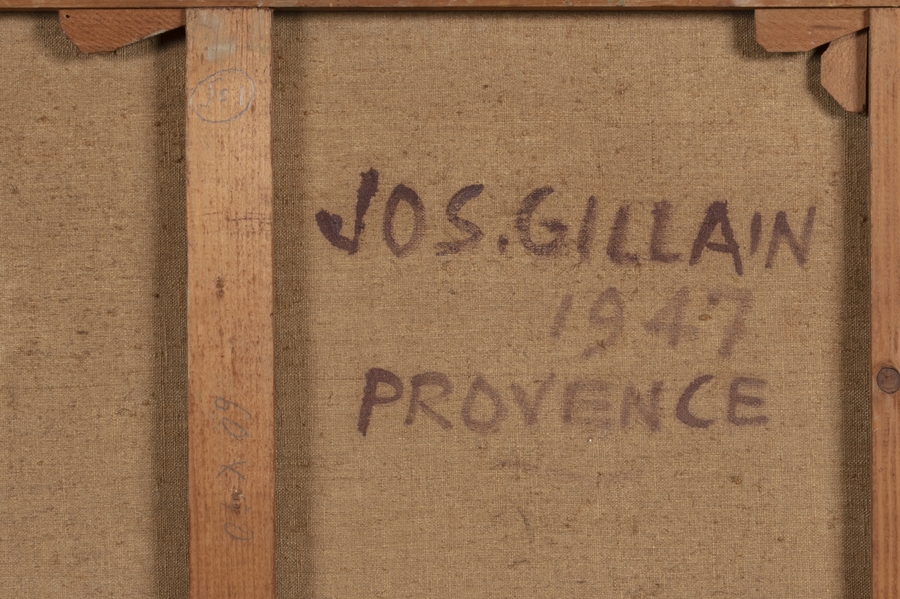 JOS. GILLAIN
1947
PROVENCE